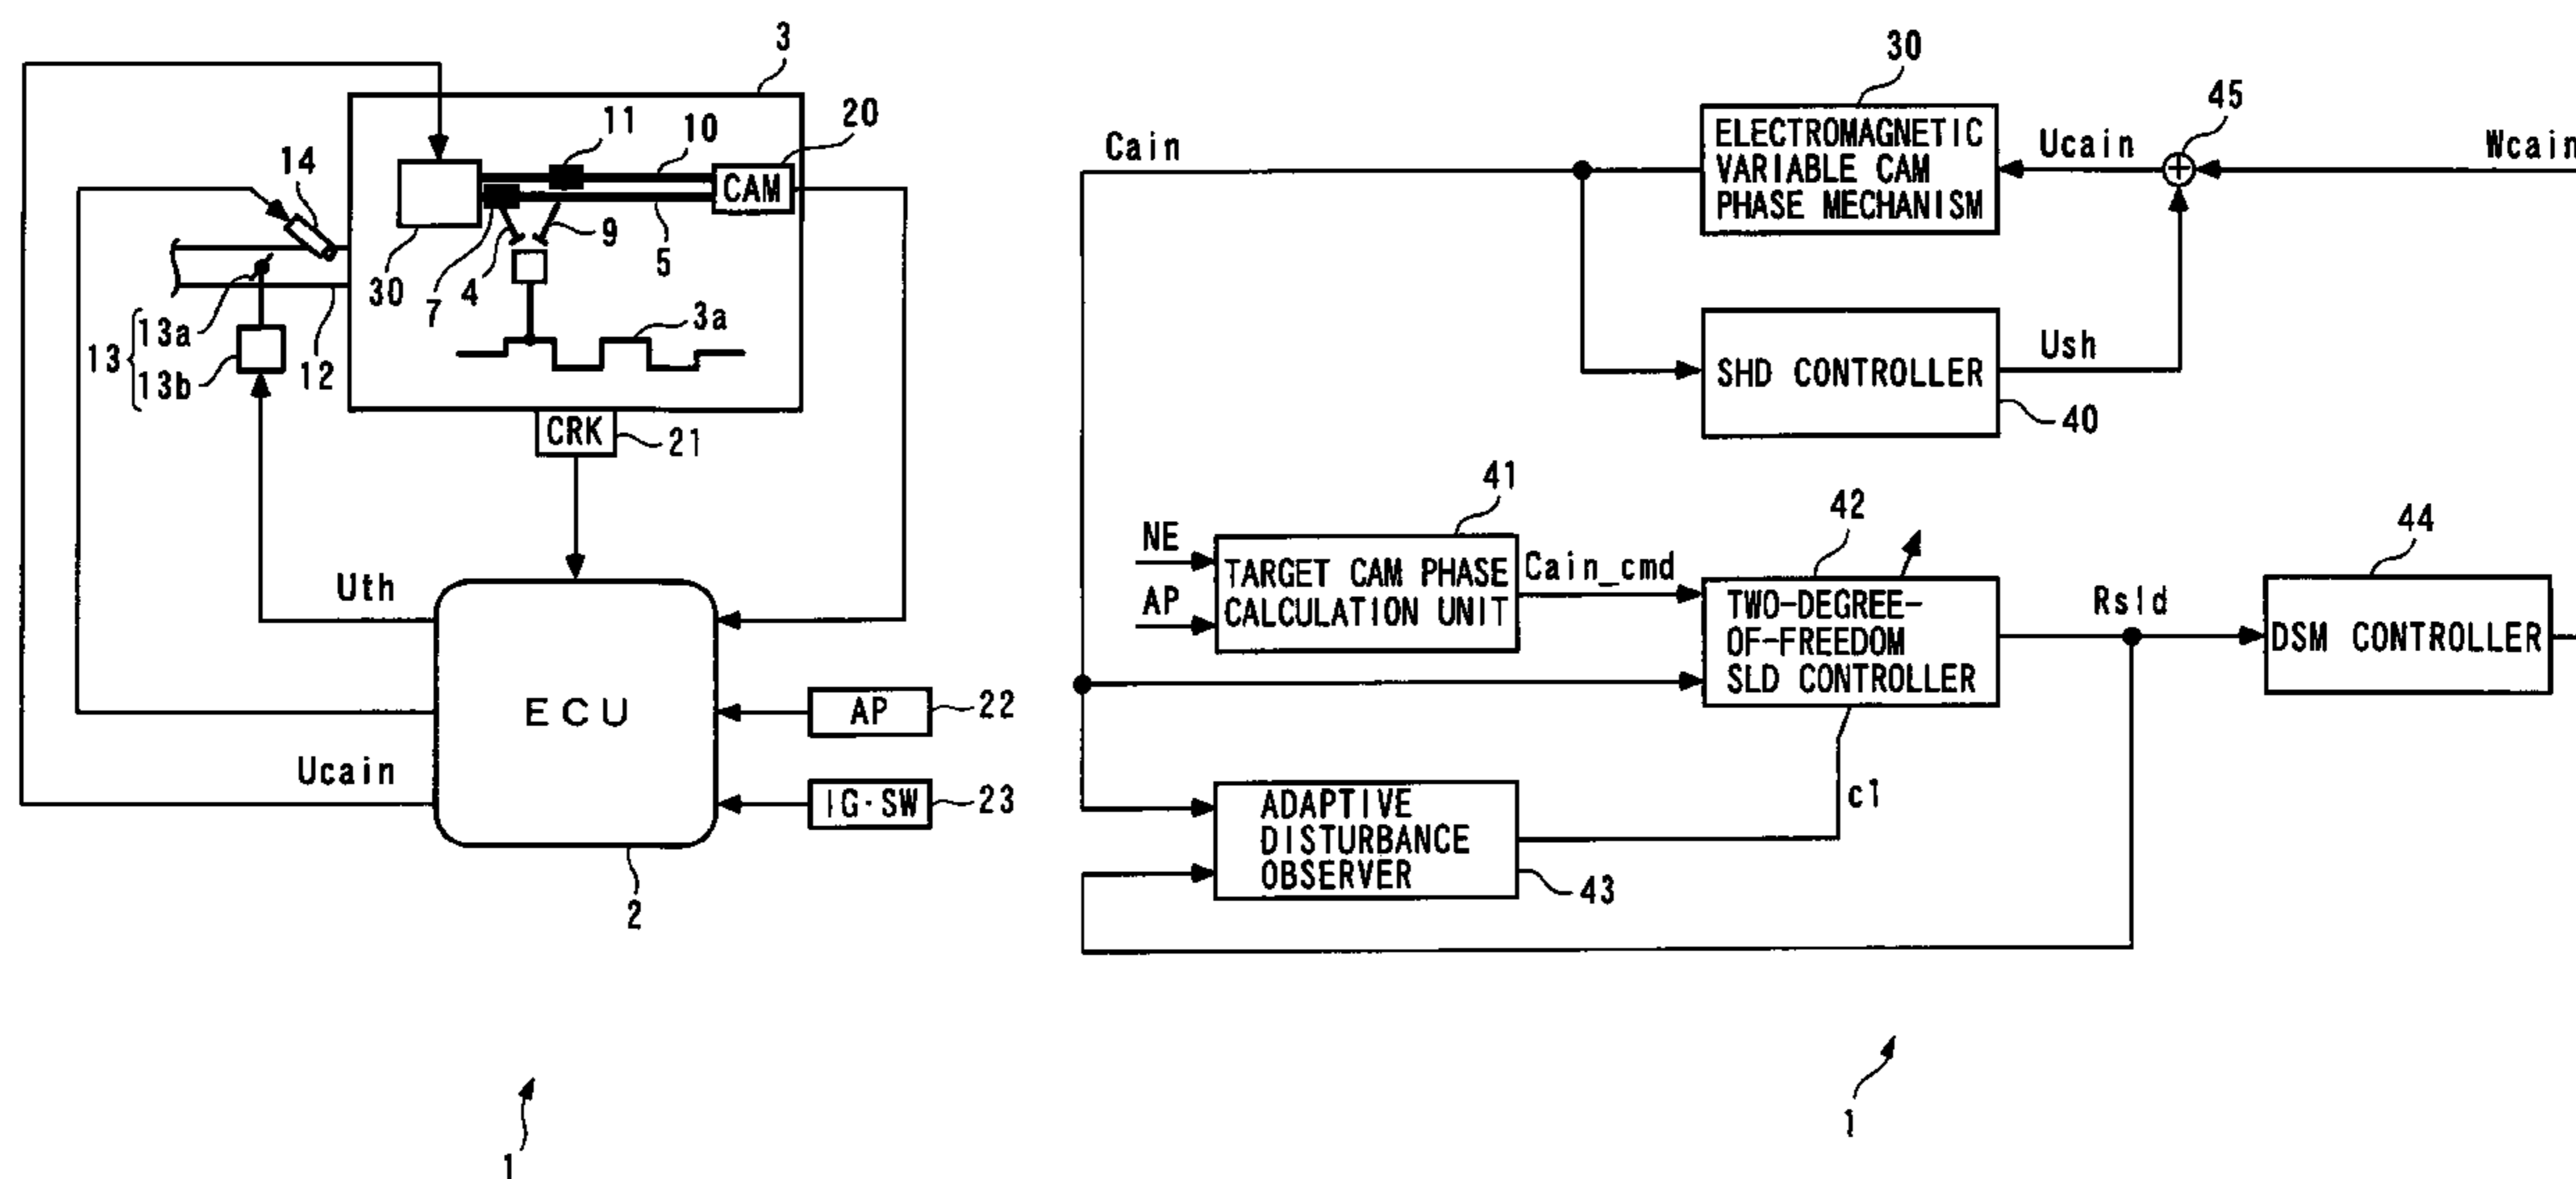 3
11
10
20
14
CAM
9
5
30
7
4
13
13a
13b
12
3a
CRK
21
Uth
ECU
AP
22
Ucain
IG·SW
23
2
1
30
45
Cain
ELECTROMAGNETIC
VARIABLE CAM
PHASE MECHANISM
Ucain
Wcain
SHD CONTROLLER
Ush
40
41
42
44
NE
AP
TARGET CAM PHASE
CALCULATION UNIT
Cain_cmd
TWO-DEGREE-
OF-FREEDOM
SLD CONTROLLER
Rsld
DSM CONTROLLER
ADAPTIVE
DISTURBANCE
OBSERVER
c1
43
1